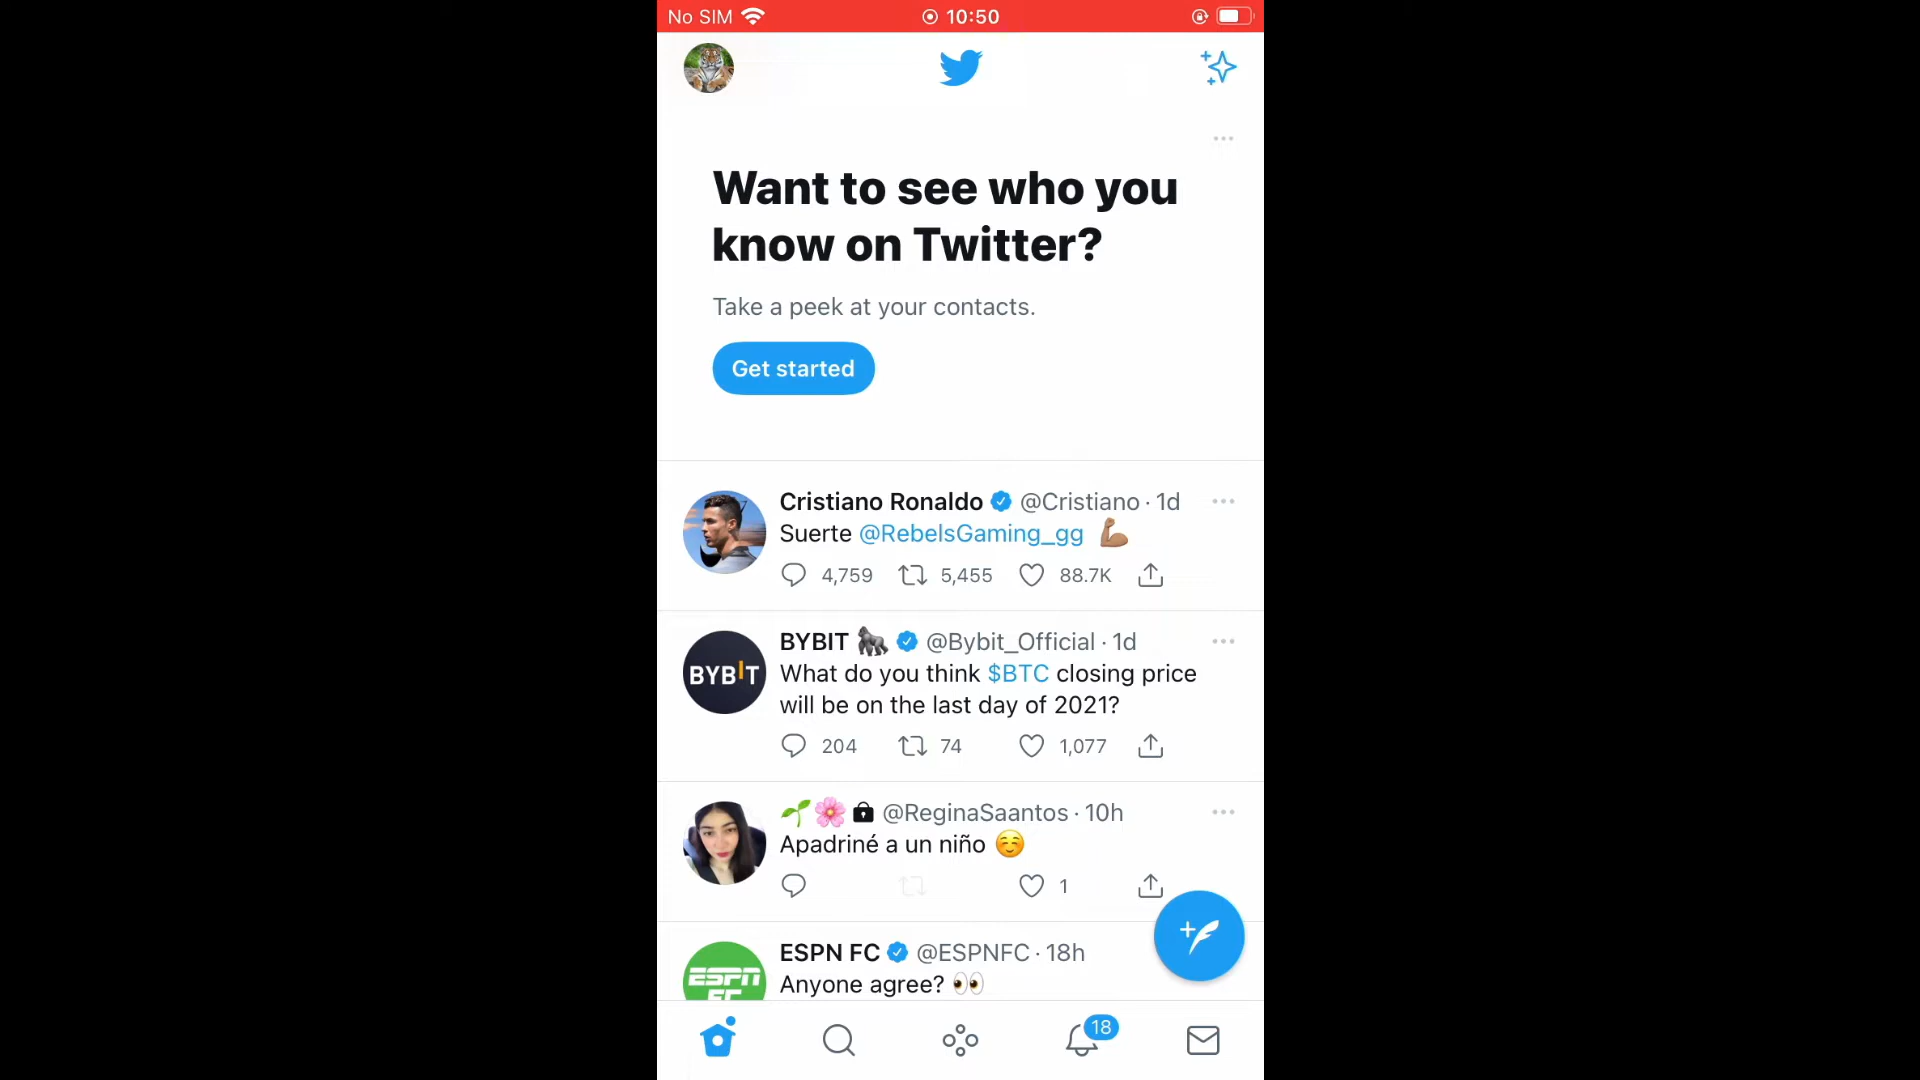 No SIM 10:50
Want to see who you
know on Twitter?
Take a peek at your contacts.
Get started
Cristiano Ronaldo @Cristiano · 1d
Suerte @RebelsGaming_gg 💪🏽
4,759 5,455 88.7K
BYBIT 🦍 @Bybit_Official · 1d
BYBIT
What do you think $BTC closing price
will be on the last day of 2021?
204 74 1,077
🌱🌸 @ReginaSaantos · 10h
Apadriné a un niño ☺️
1
ESPN FC @ESPNFC · 18h
ESPN
FC
Anyone agree? 👀
18